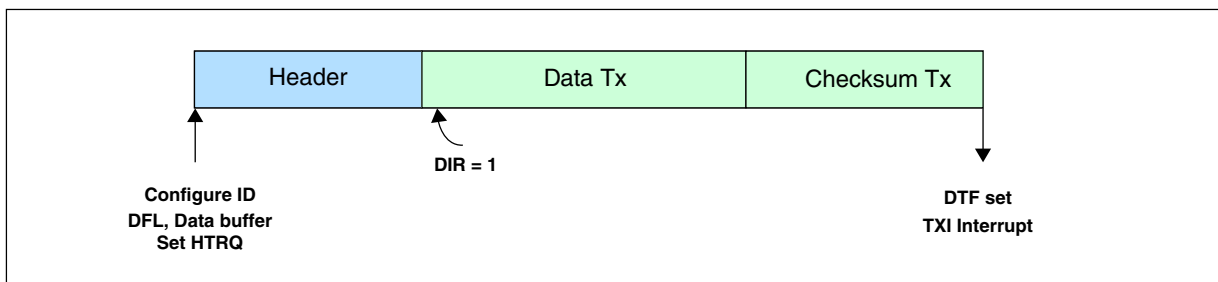 Header
Data Tx
Checksum Tx
DIR = 1
Configure ID
DFL, Data buffer
Set HTRQ
DTF set
TXI Interrupt